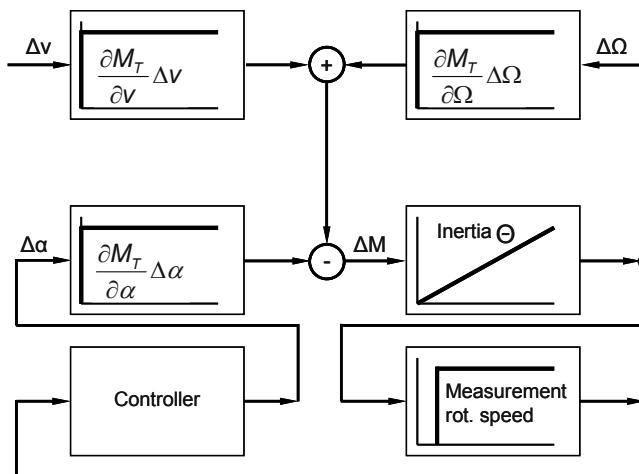 Δv
∂M_T/∂v Δv
+
∂M_T/∂Ω ΔΩ
ΔΩ
Δα
∂M_T/∂α Δα
-
ΔM
Inertia Θ
Controller
Measurement
rot. speed